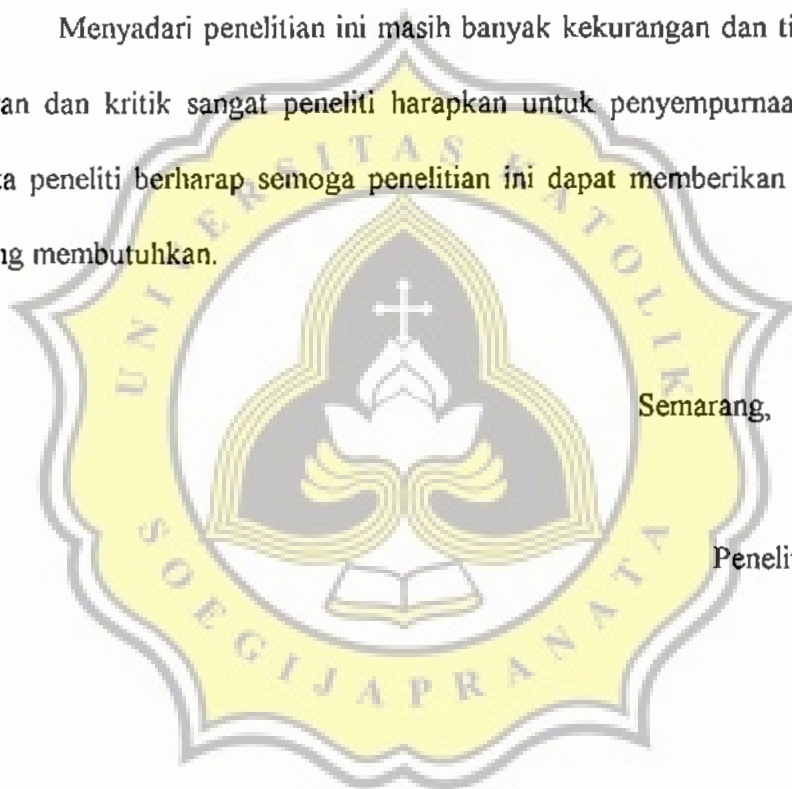 Menyadari penelitian ini masih banyak kekurangan dan ti
an dan kritik sangat peneliti harapkan untuk penyempurnaa
ta peneliti berharap semoga penelitian ini dapat memberikan
ng membutuhkan.
Semarang,
Penelit
UNIVERSITAS KATOLIK
SOEGIJAPRANATA